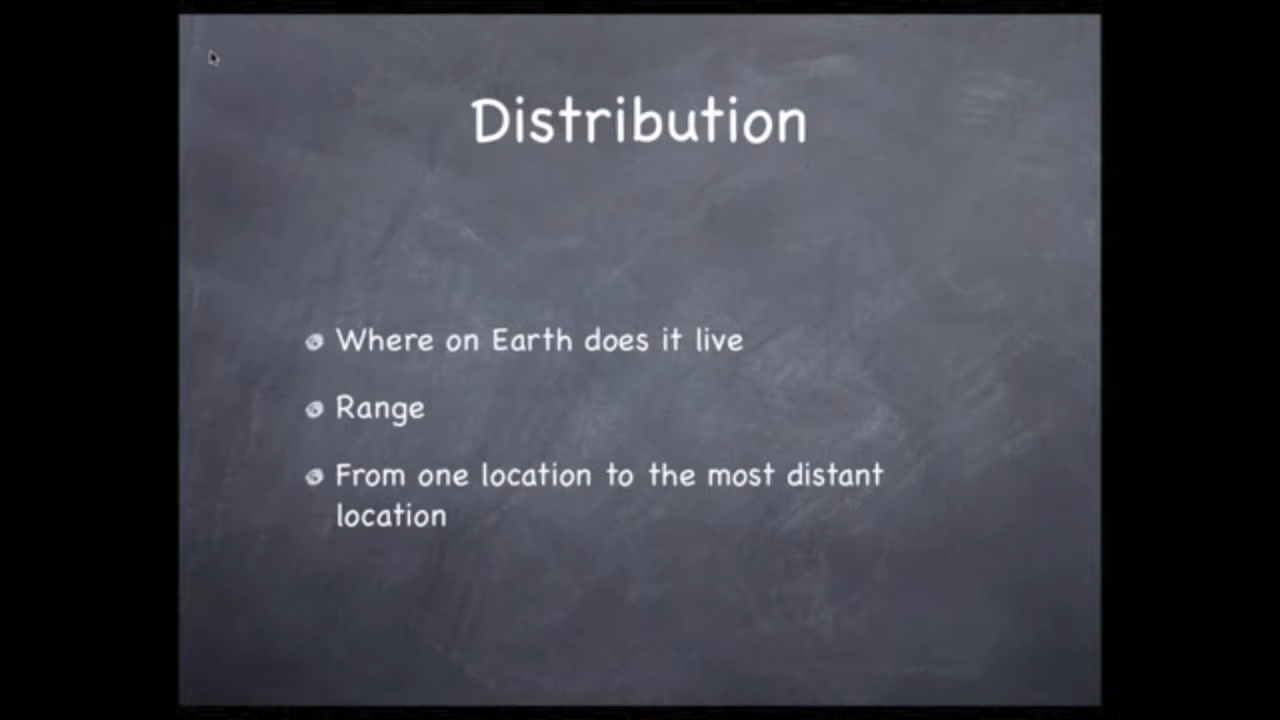 Distribution
Where on Earth does it live
Range
From one location to the most distant
location